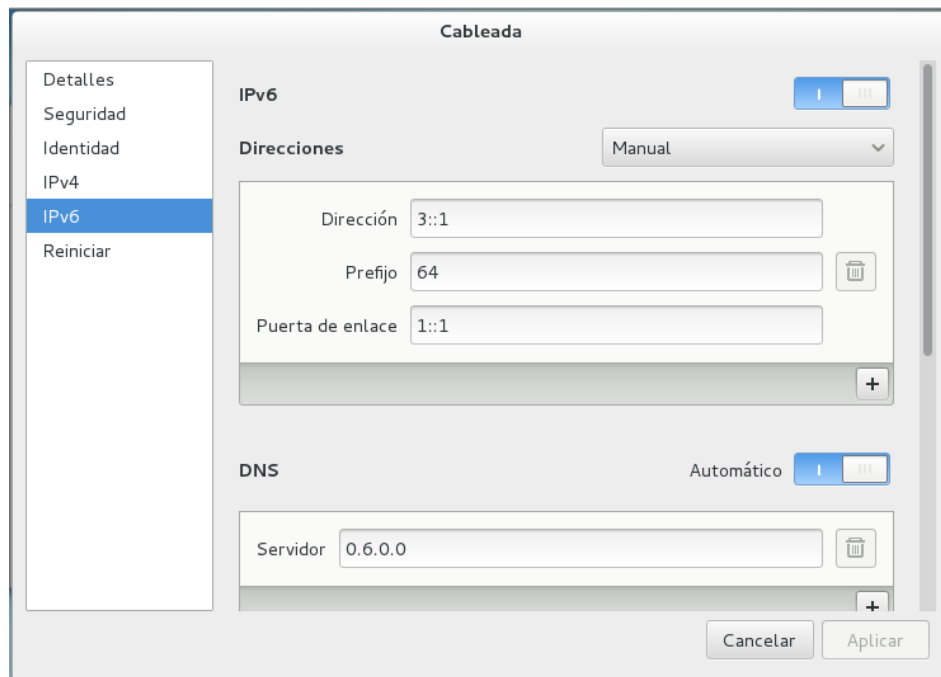 Cableada
Detalles
Seguridad
Identidad
IPv4
IPv6
Reiniciar
IPv6
Direcciones Manual
Dirección 3::1
Prefijo 64
Puerta de enlace 1::1
+
DNS Automático
Servidor 0.6.0.0
+
Cancelar Aplicar